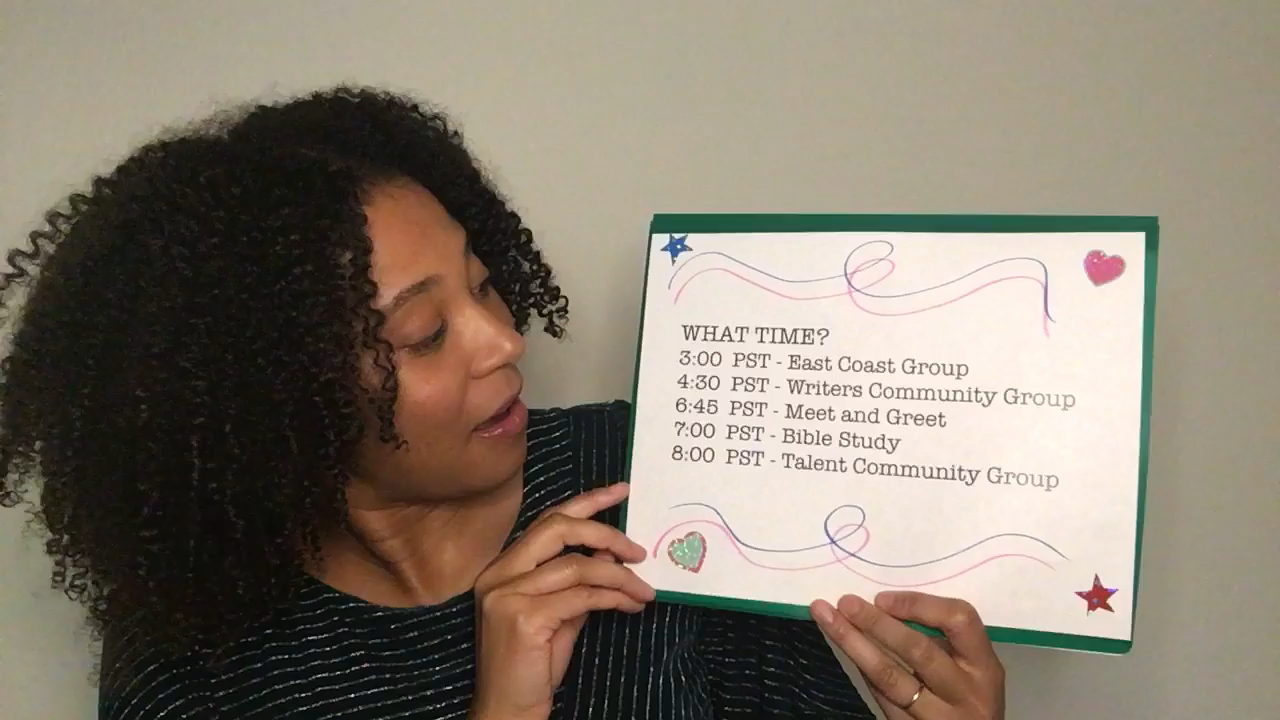 WHAT TIME?
3:00 PST - East Coast Group
4:30 PST - Writers Community Group
6:45 PST - Meet and Greet
7:00 PST - Bible Study
8:00 PST - Talent Community Group